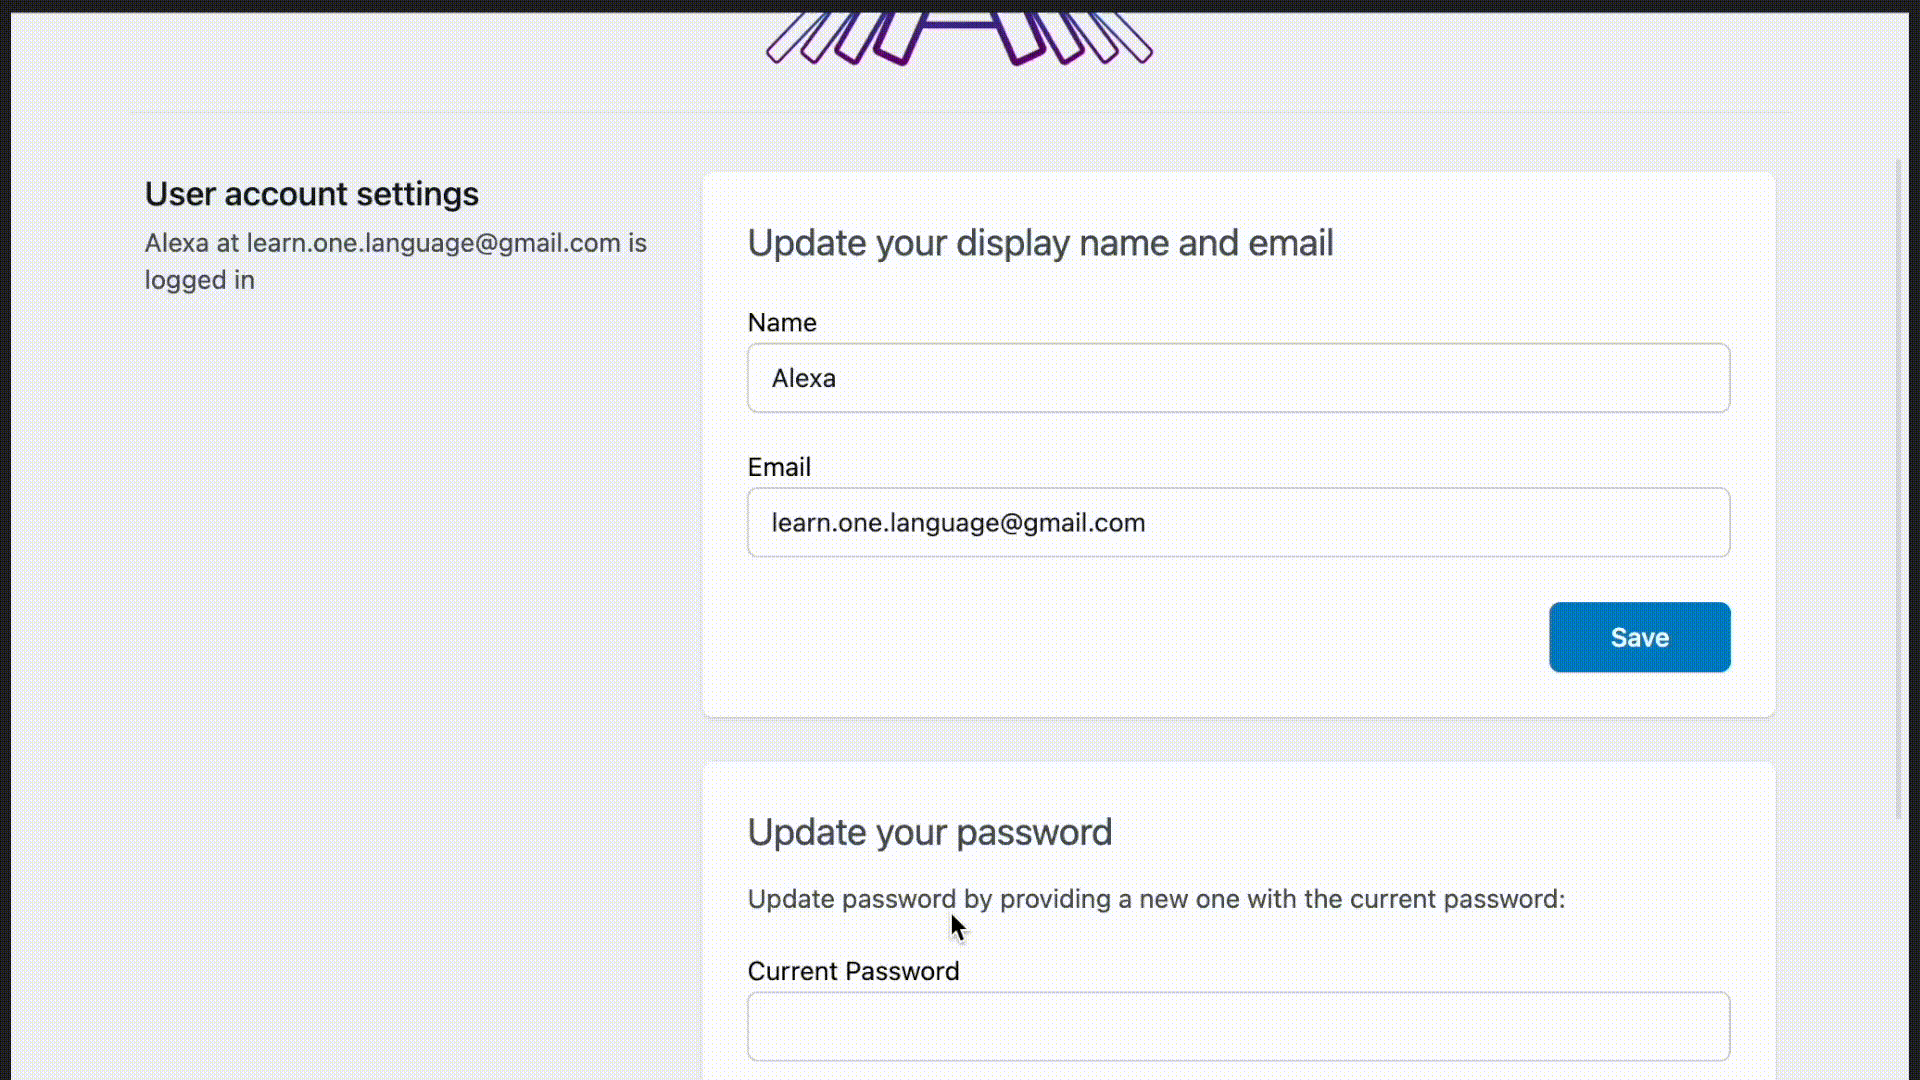 User account settings
Alexa at learn.one.language@gmail.com is
logged in
Update your display name and email
Name
Alexa
Email
learn.one.language@gmail.com
Save
Update your password
Update password by providing a new one with the current password:
Current Password